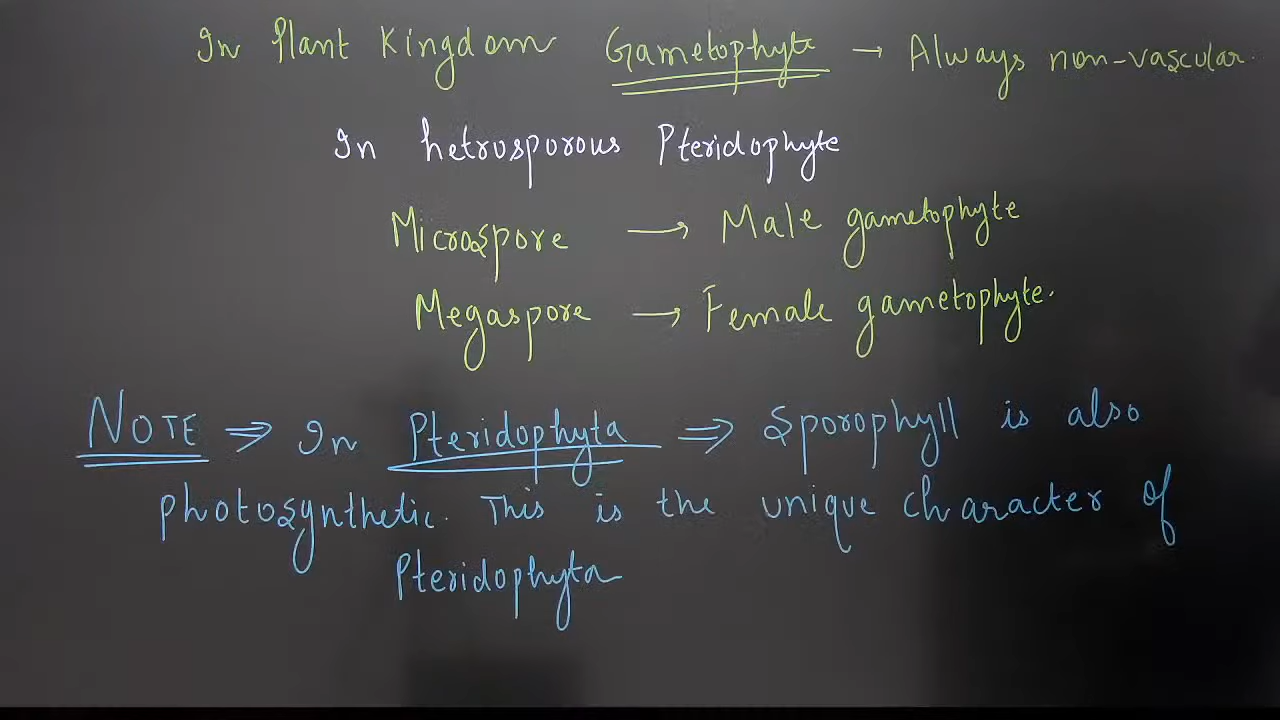 In Plant Kingdom Gametophyte → Always non-vascular.
In hetrosporous Pteridophyte
Microspore → Male gametophyte
Megaspore → Female gametophyte.
NOTE ⇒ In Pteridophyta ⇒ Sporophyll is also
photosynthetic. This is the unique character of
Pteridophyta